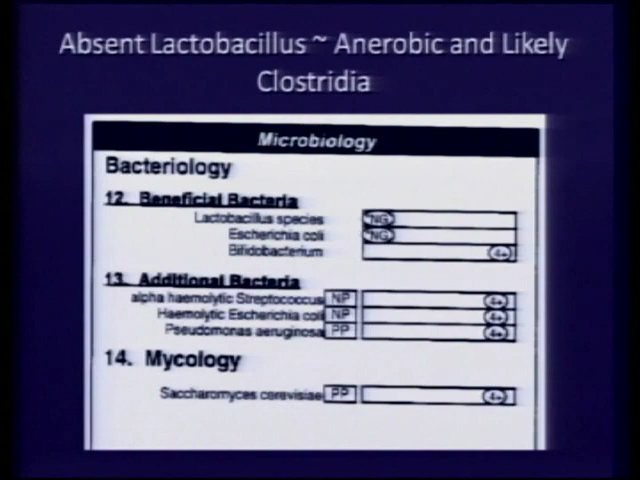 Absent Lactobacillus ~ Anerobic and Likely
Clostridia
Microbiology
Bacteriology
12. Beneficial Bacteria
Lactobacillus species *NG
Escherichia coli *NG
Bifidobacterium 4+
13. Additional Bacteria
alpha haemolytic Streptococcus NP 4+
Haemolytic Escherichia coli NP 4+
Pseudomonas aeruginosa PP 4+
14. Mycology
Saccharomyces cerevisiae PP 4+